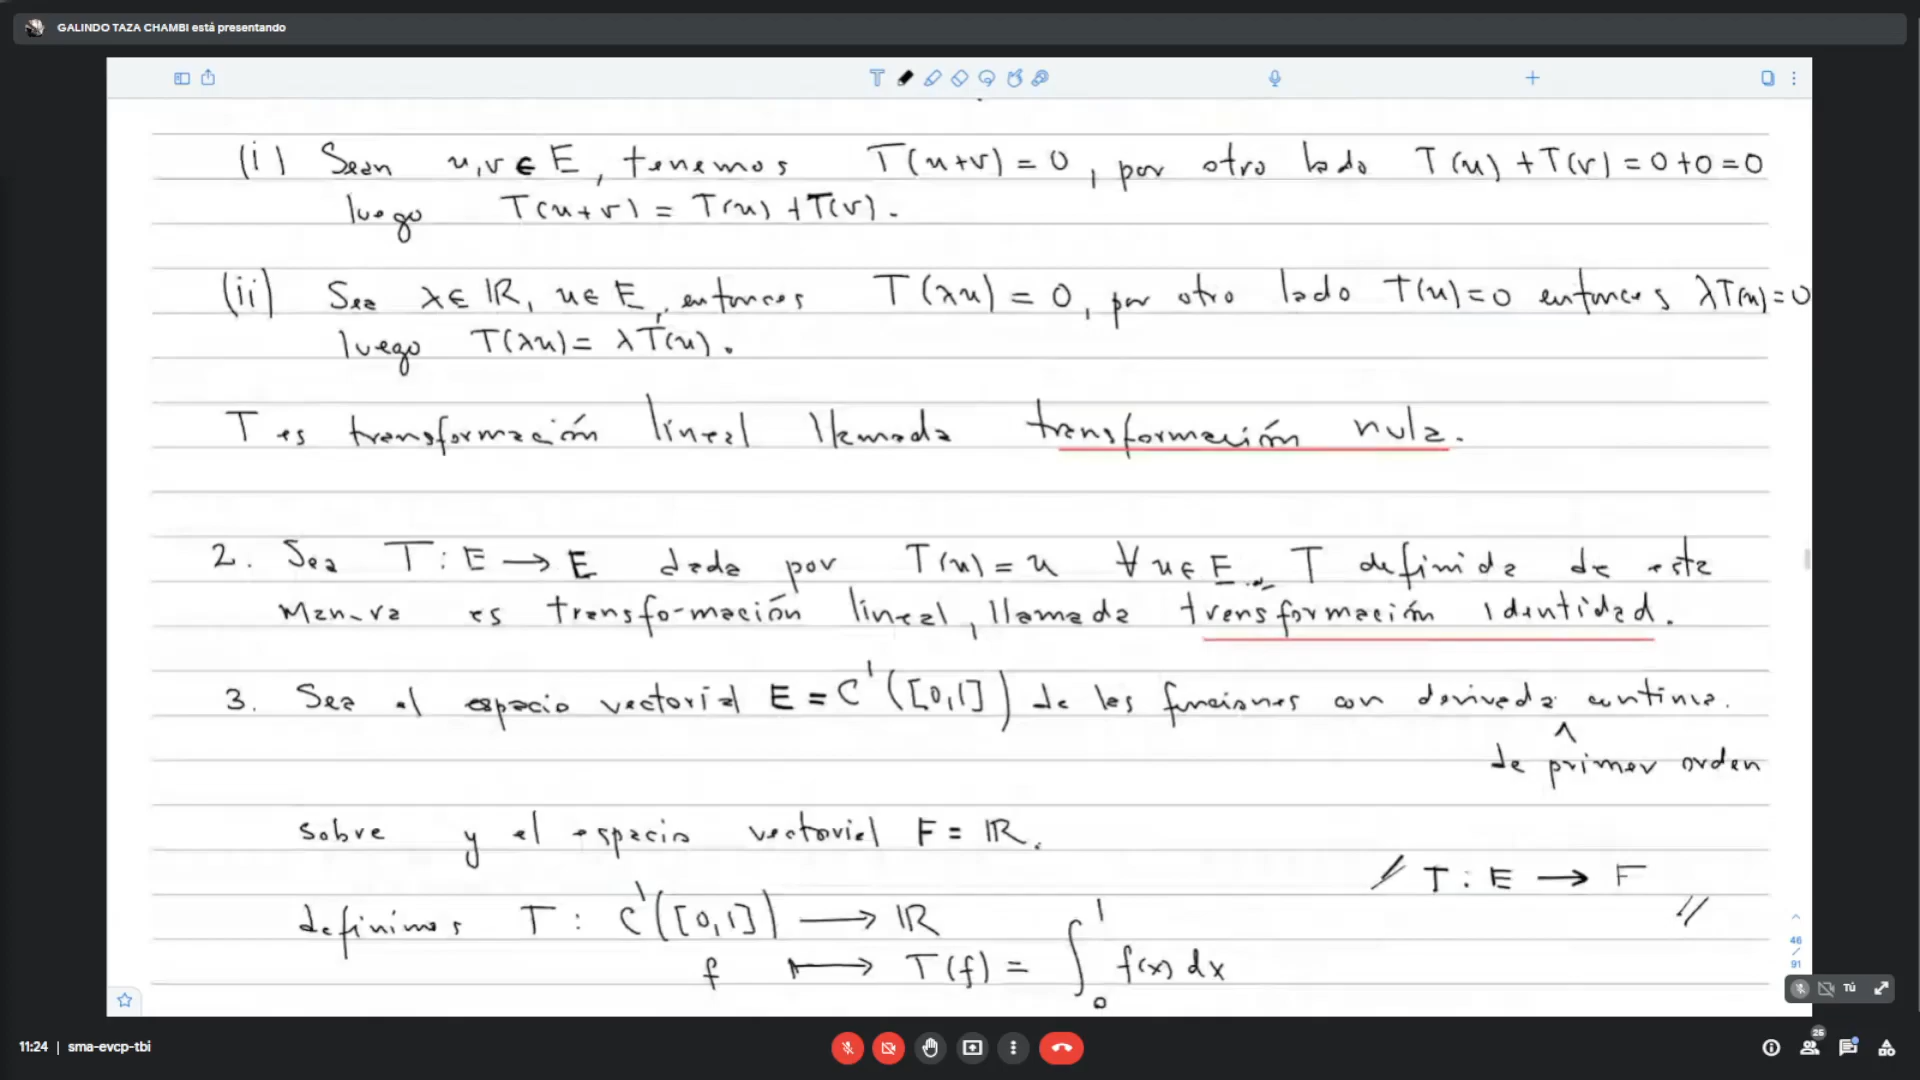 GALINDO TAZA CHAMBI está presentando
(i) Sean u,v ∈ E, tenemos T(u+v) = 0, por otro lado T(u) + T(v) = 0+0 = 0
luego T(u+v) = T(u) + T(v).
(ii) Sea λ∈ ℝ, u∈ E, entonces T(λu) = 0, por otro lado T(u)=0 entonces λT(u)=0
luego T(λu) = λT(u).
T es transformación lineal llamada transformación nula.
2. Sea T : E → E dada por T(u) = u ∀ u∈ E. T definida de esta
manera es transformación lineal, llamada transformación identidad.
3. Sea el espacio vectorial E = C¹([0,1]) de las funciones con derivada continua.
^
de primer orden
sobre y el espacio vectorial F = ℝ.
// T : E → F //
definimos T : C¹([0,1]) ⟶ ℝ
f ⟼ T(f) = ∫₀¹ f(x) dx
46
/
91
Tú
11:24 | sma-evcp-tbi
25